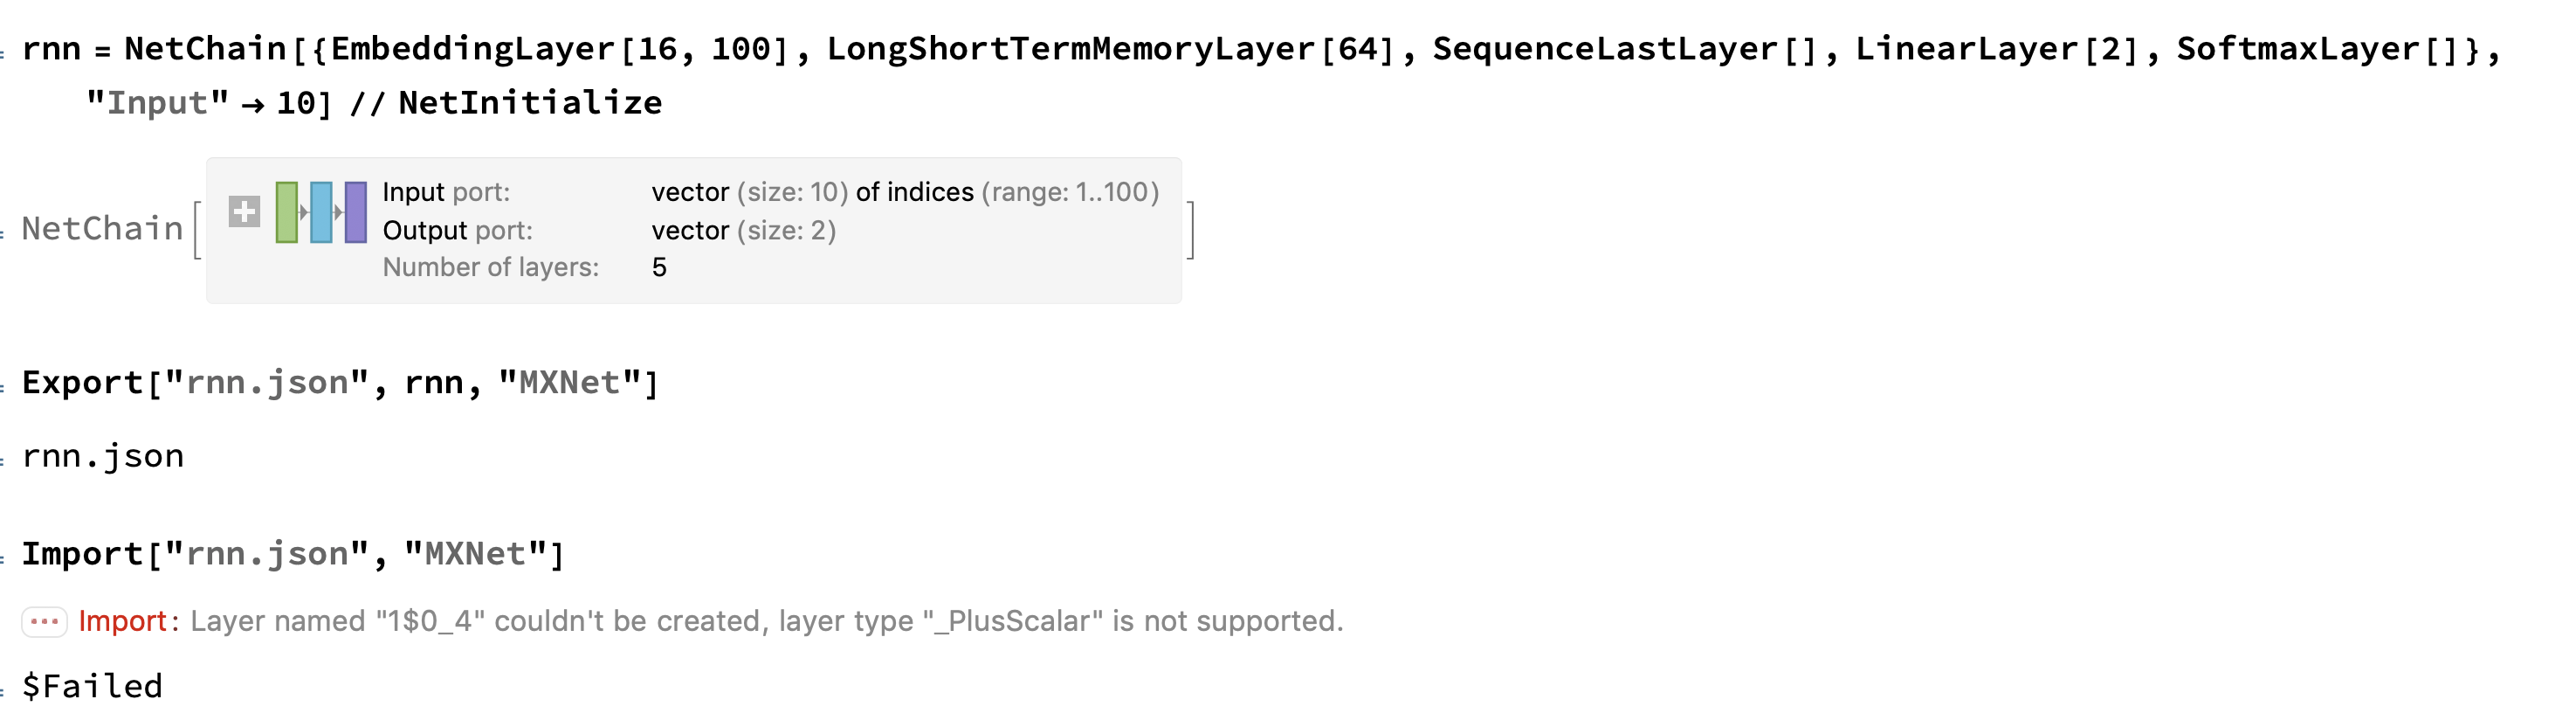 rnn = NetChain[{EmbeddingLayer[16, 100], LongShortTermMemoryLayer[64], SequenceLastLayer[], LinearLayer[2], SoftmaxLayer[]},
"Input" → 10] // NetInitialize
NetChain[
Input port: vector (size: 10) of indices (range: 1..100)
Output port: vector (size: 2)
Number of layers: 5
]
Export["rnn.json", rnn, "MXNet"]
rnn.json
Import["rnn.json", "MXNet"]
Import: Layer named "1$0_4" couldn't be created, layer type "_PlusScalar" is not supported.
$Failed